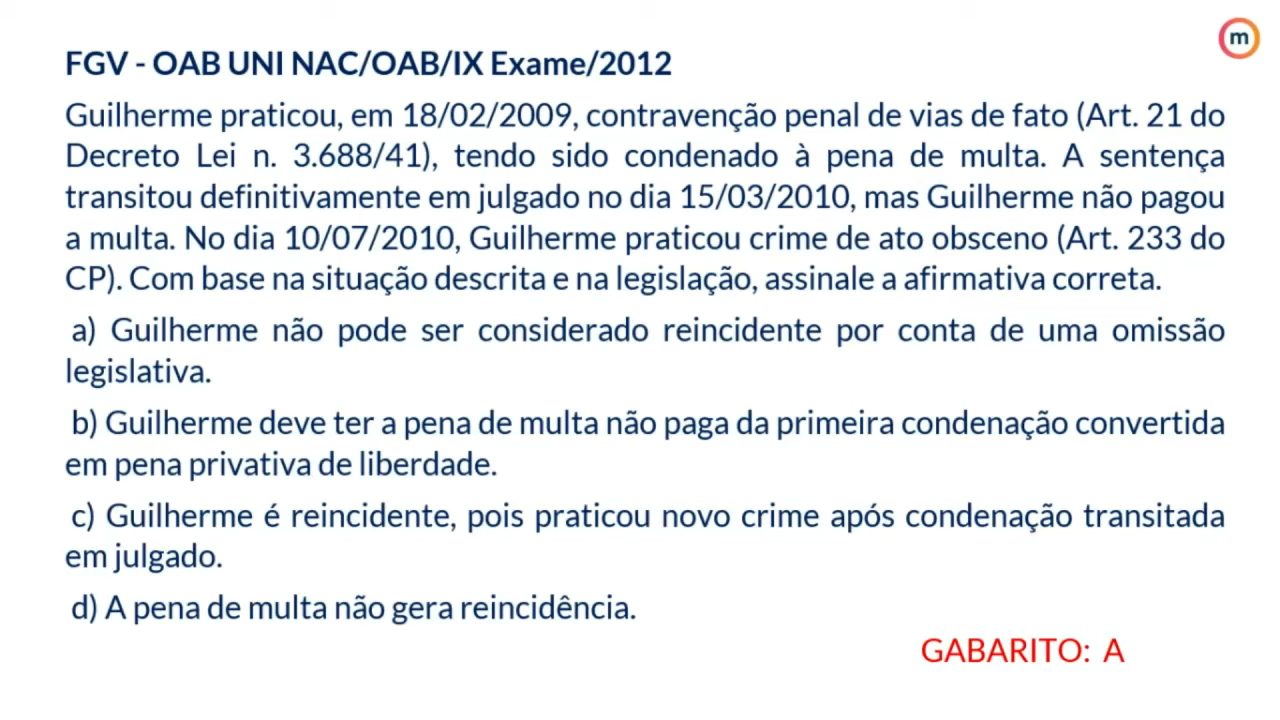 m
FGV - OAB UNI NAC/OAB/IX Exame/2012
Guilherme praticou, em 18/02/2009, contravenção penal de vias de fato (Art. 21 do
Decreto Lei n. 3.688/41), tendo sido condenado à pena de multa. A sentença
transitou definitivamente em julgado no dia 15/03/2010, mas Guilherme não pagou
a multa. No dia 10/07/2010, Guilherme praticou crime de ato obsceno (Art. 233 do
CP). Com base na situação descrita e na legislação, assinale a afirmativa correta.
a) Guilherme não pode ser considerado reincidente por conta de uma omissão
legislativa.
b) Guilherme deve ter a pena de multa não paga da primeira condenação convertida
em pena privativa de liberdade.
c) Guilherme é reincidente, pois praticou novo crime após condenação transitada
em julgado.
d) A pena de multa não gera reincidência.
GABARITO: A